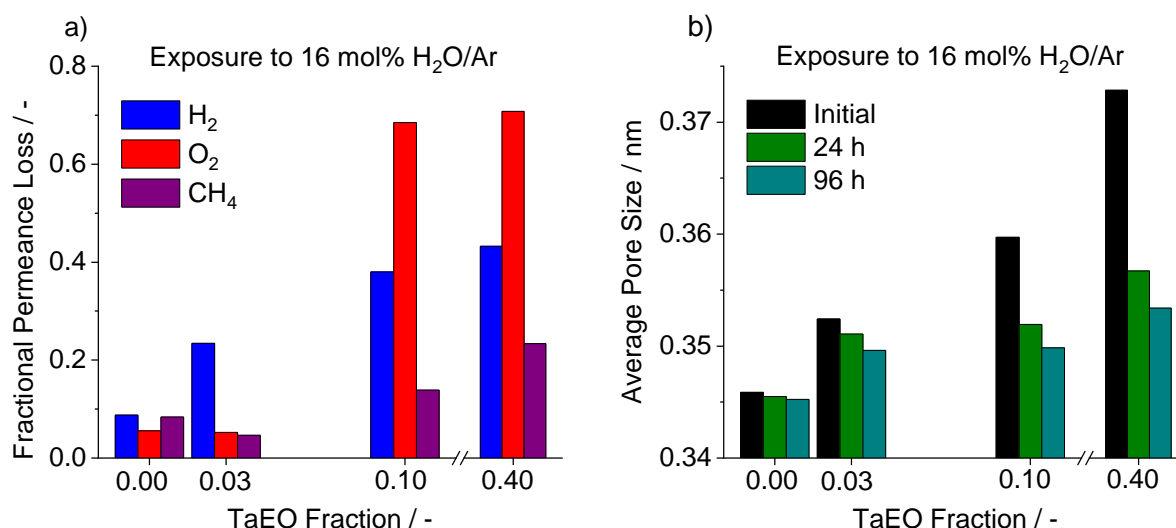 a)
Exposure to 16 mol% H₂O/Ar
Fractional Permeance Loss / -
0.8
0.6
0.4
0.2
0.0
H₂
O₂
CH₄
0.00 0.03 0.10 0.40
TaEO Fraction / -
b)
Exposure to 16 mol% H₂O/Ar
Average Pore Size / nm
0.37
0.36
0.35
0.34
Initial
24 h
96 h
0.00 0.03 0.10 0.40
TaEO Fraction / -